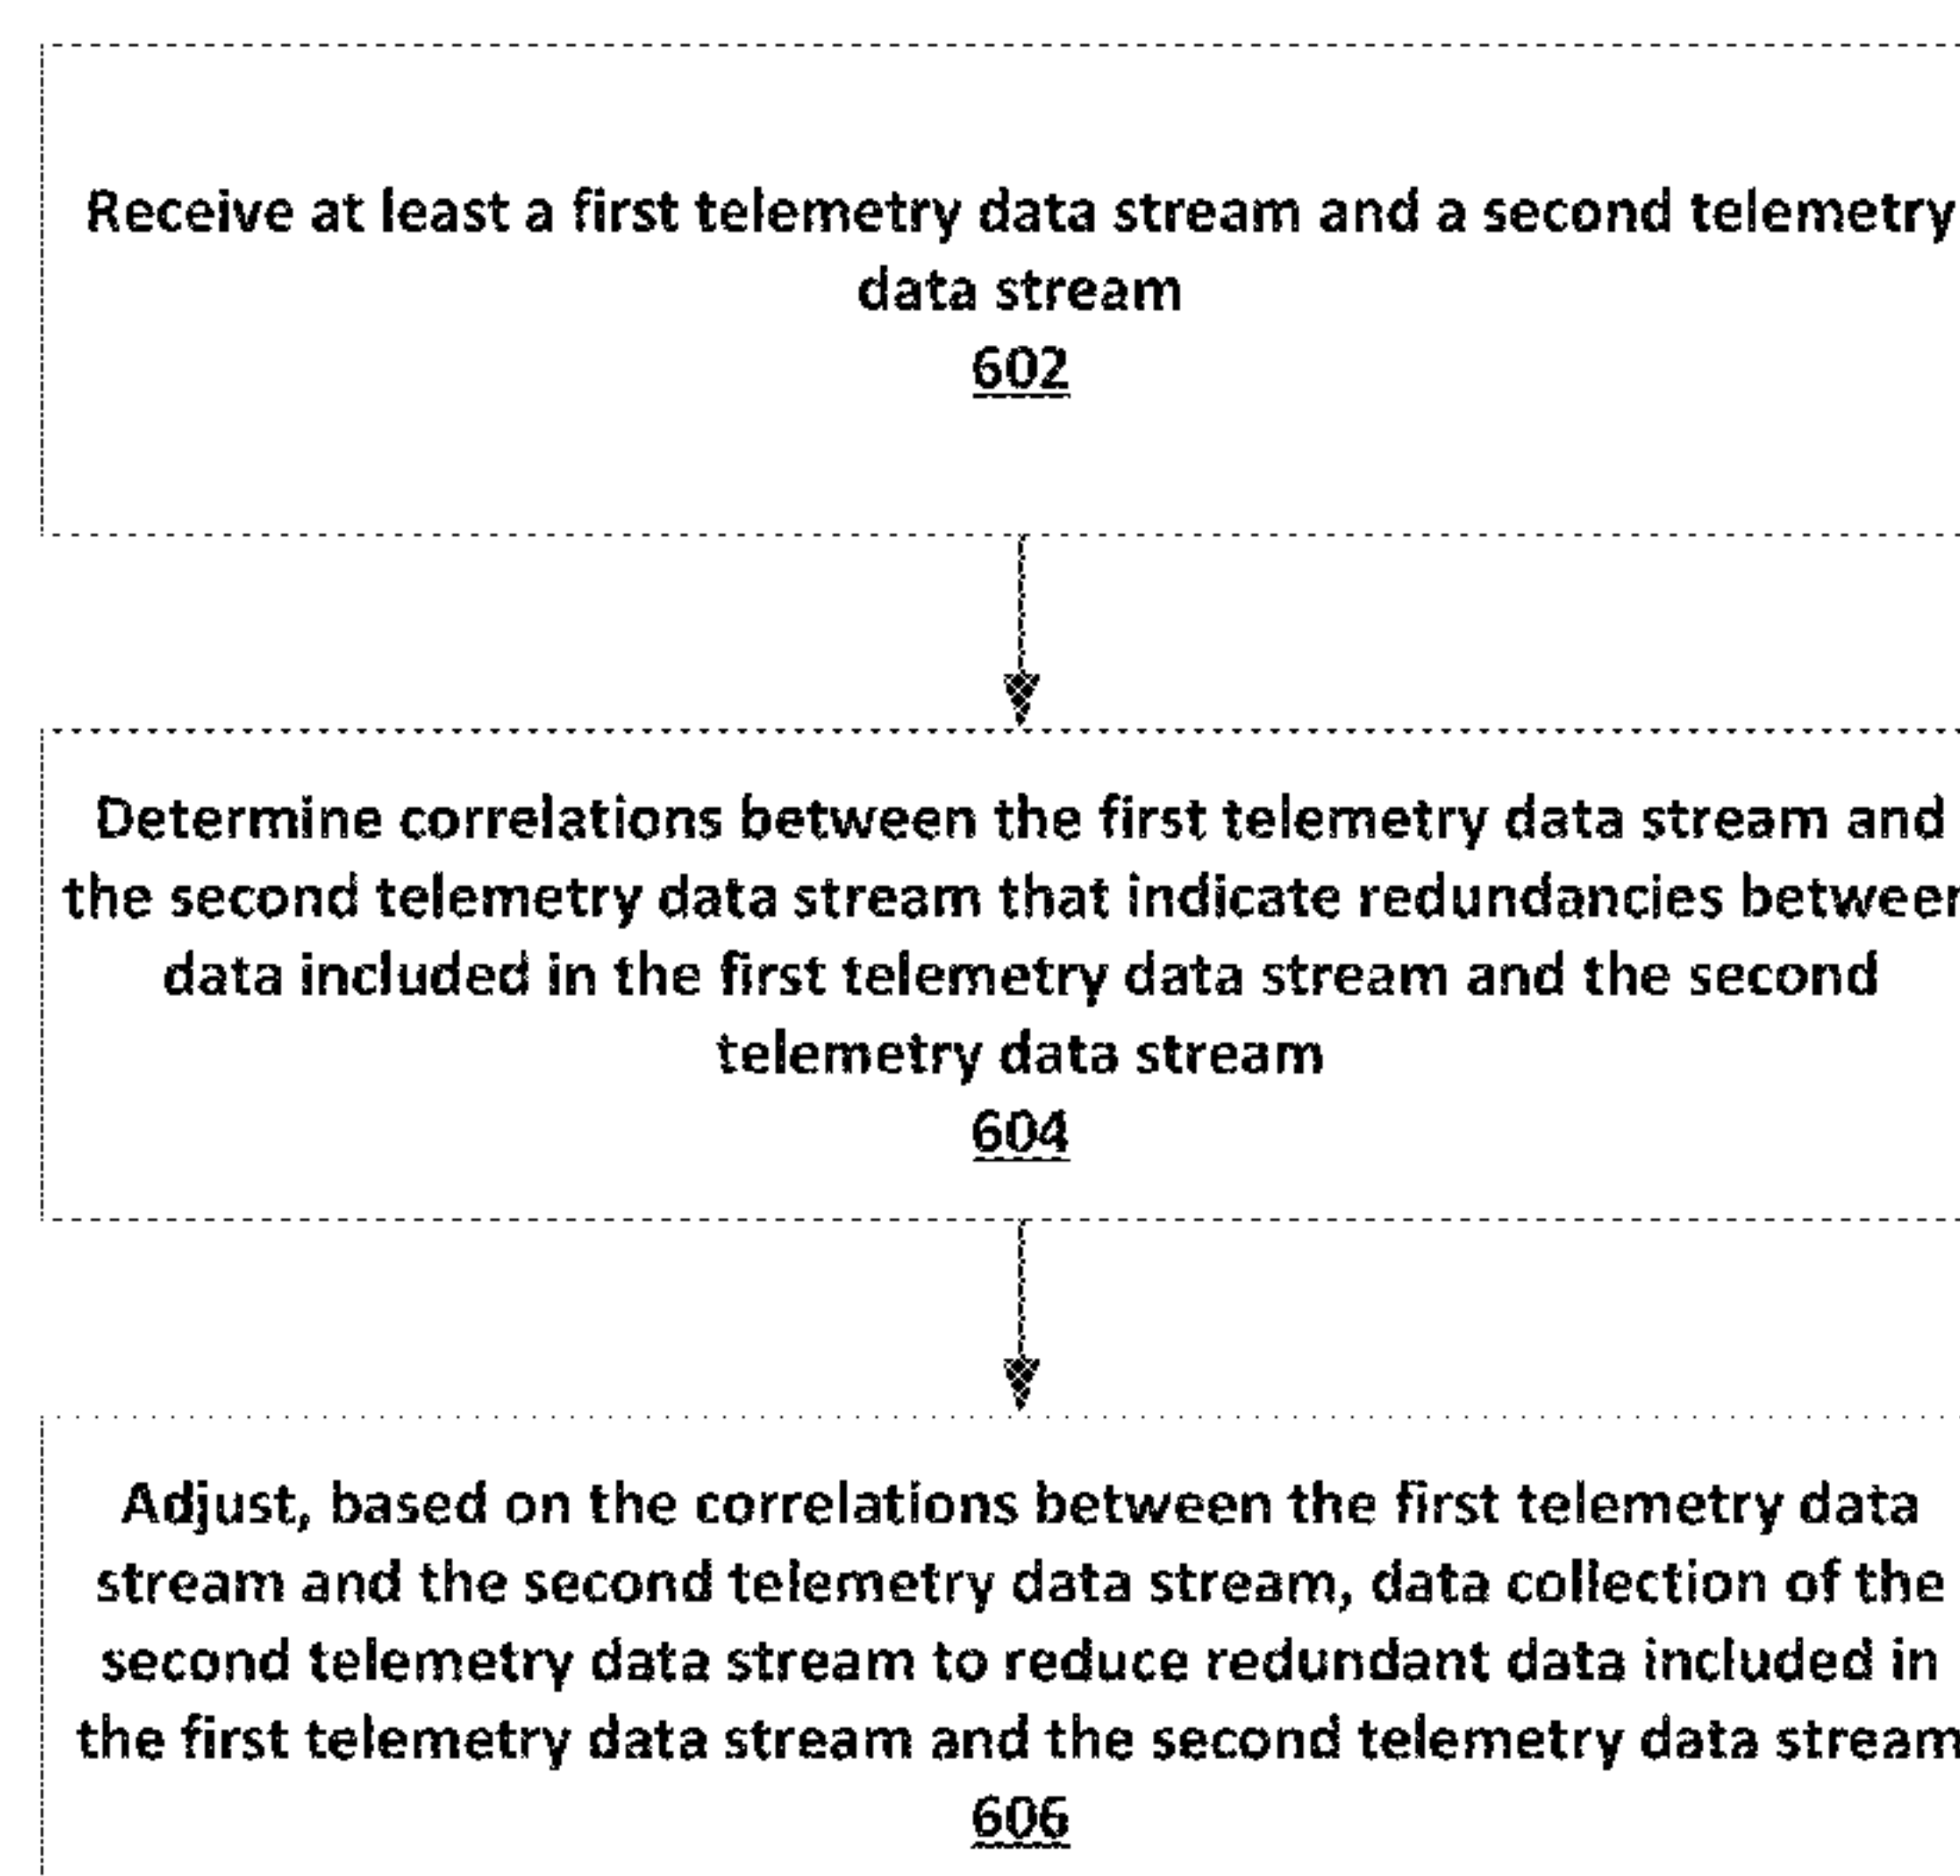 Receive at least a first telemetry data stream and a second telemetry
data stream
602
Determine correlations between the first telemetry data stream and
the second telemetry data stream that indicate redundancies between
data included in the first telemetry data stream and the second
telemetry data stream
604
Adjust, based on the correlations between the first telemetry data
stream and the second telemetry data stream, data collection of the
second telemetry data stream to reduce redundant data included in
the first telemetry data stream and the second telemetry data stream
606